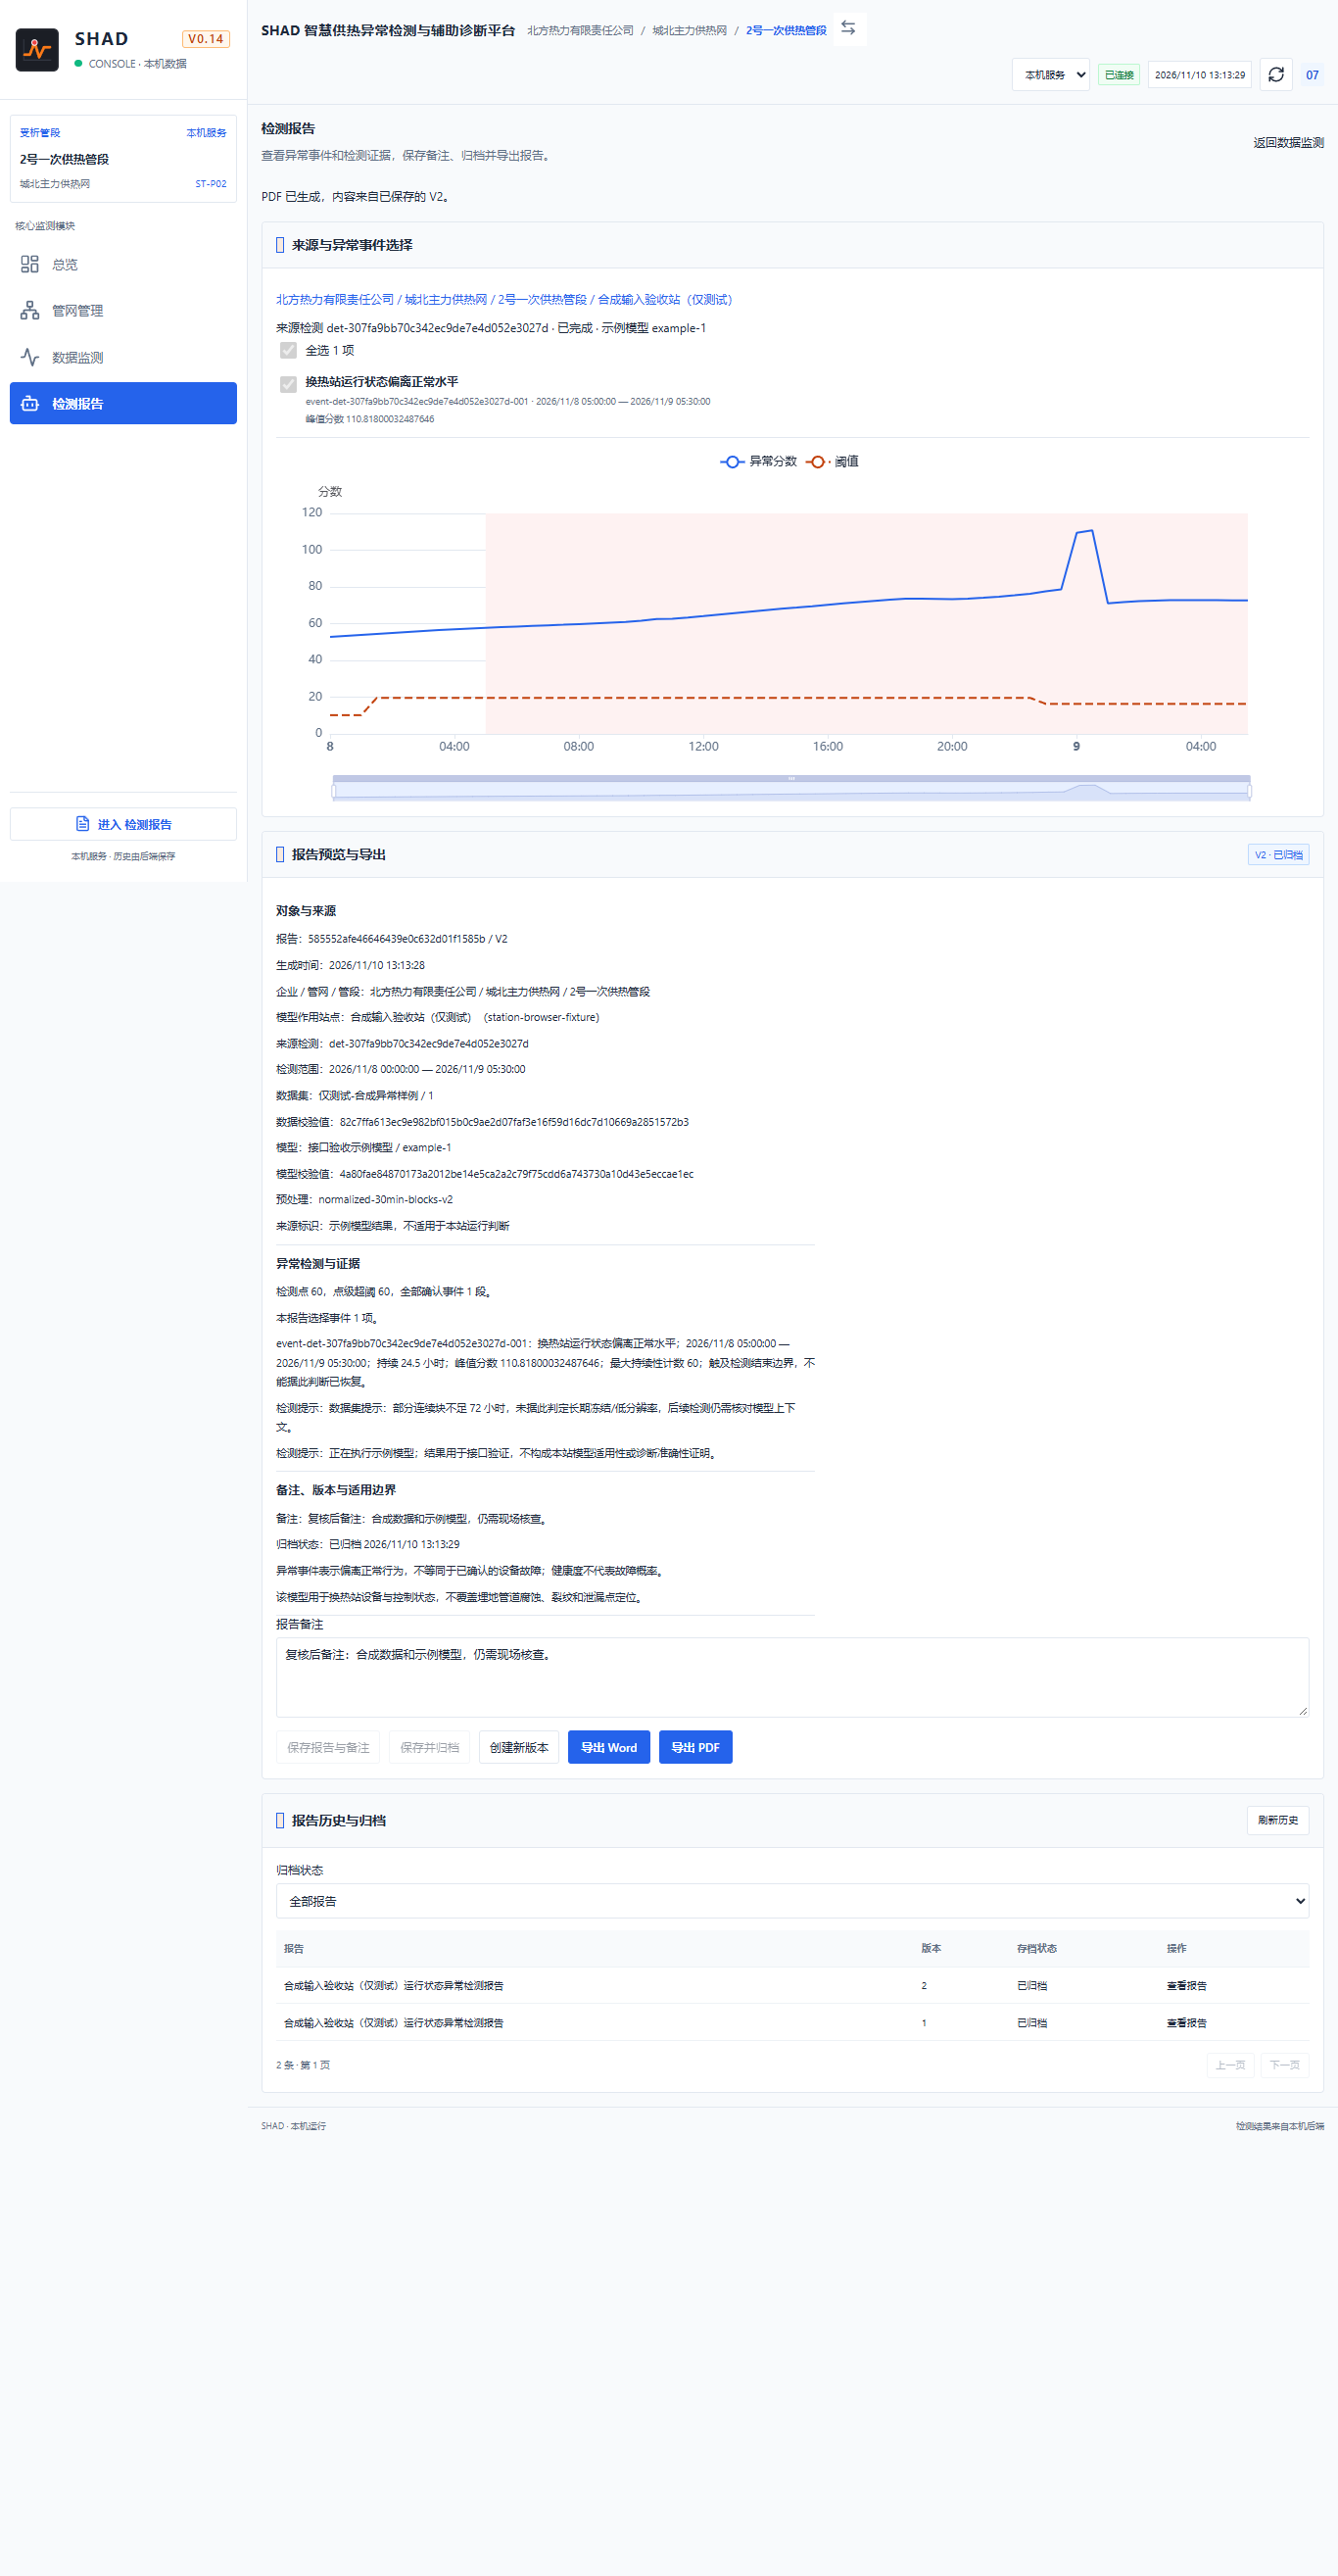 SHAD
V0.14
CONSOLE · 本机数据
受析管段
本机服务
2号一次供热管段
城北主力供热网
ST-P02
核心监测模块
总览
管网管理
数据监测
检测报告
进入 检测报告
本机服务 · 历史由后端保存
SHAD 智慧供热异常检测与辅助诊断平台
北方热力有限责任公司 / 城北主力供热网 / 2号一次供热管段
本机服务
已连接
2026/11/10 13:13:29
07
检测报告
查看异常事件和检测证据，保存备注、归档并导出报告。
返回数据监测
PDF 已生成，内容来自已保存的 V2。
来源与异常事件选择
北方热力有限责任公司 / 城北主力供热网 / 2号一次供热管段 / 合成输入验收站（仅测试）
来源检测 det-307fa9bb70c342ec9de7e4d052e3027d · 已完成 · 示例模型 example-1
全选 1 项
换热站运行状态偏离正常水平
event-det-307fa9bb70c342ec9de7e4d052e3027d-001 · 2026/11/8 05:00:00 — 2026/11/9 05:30:00
峰值分数 110.81800032487646
异常分数
阈值
分数
120
100
80
60
40
20
0
8
04:00
08:00
12:00
16:00
20:00
9
04:00
报告预览与导出
V2 · 已归档
对象与来源
报告：585552afe46646439e0c632d01f1585b / V2
生成时间：2026/11/10 13:13:28
企业 / 管网 / 管段：北方热力有限责任公司 / 城北主力供热网 / 2号一次供热管段
模型作用站点：合成输入验收站（仅测试）（station-browser-fixture）
来源检测：det-307fa9bb70c342ec9de7e4d052e3027d
检测范围：2026/11/8 00:00:00 — 2026/11/9 05:30:00
数据集：仅测试-合成异常样例 / 1
数据校验值：82c7ffa613ec9e982bf015b0c9ae2d07faf3e16f59d16dc7d10669a2851572b3
模型：接口验收示例模型 / example-1
模型校验值：4a80fae84870173a2012be14e5ca2a2c79f75cdd6a743730a10d43e5eccae1ec
预处理：normalized-30min-blocks-v2
来源标识：示例模型结果，不适用于本站运行判断
异常检测与证据
检测点 60，点级超阈 60，全部确认事件 1 段。
本报告选择事件 1 项。
event-det-307fa9bb70c342ec9de7e4d052e3027d-001：换热站运行状态偏离正常水平；2026/11/8 05:00:00 —
2026/11/9 05:30:00；持续 24.5 小时；峰值分数 110.81800032487646；最大持续性计数 60；触及检测结束边界，不
能据此判断已恢复。
检测提示：数据集提示：部分连续块不足 72 小时，未据此判定长期冻结/低分辨率，后续检测仍需核对模型上下
文。
检测提示：正在执行示例模型；结果用于接口验证，不构成本站模型适用性或诊断准确性证明。
备注、版本与适用边界
备注：复核后备注：合成数据和示例模型，仍需现场核查。
归档状态：已归档 2026/11/10 13:13:29
异常事件表示偏离正常行为，不等同于已确认的设备故障；健康度不代表故障概率。
该模型用于换热站设备与控制状态，不覆盖埋地管道腐蚀、裂纹和泄漏点定位。
报告备注
复核后备注：合成数据和示例模型，仍需现场核查。
保存报告与备注
保存并归档
创建新版本
导出 Word
导出 PDF
报告历史与归档
刷新历史
归档状态
全部报告
报告 版本 存档状态 操作
合成输入验收站（仅测试）运行状态异常检测报告 2 已归档 查看报告
合成输入验收站（仅测试）运行状态异常检测报告 1 已归档 查看报告
2 条 · 第 1 页
上一页
下一页
SHAD · 本机运行
检测结果来自本机后端